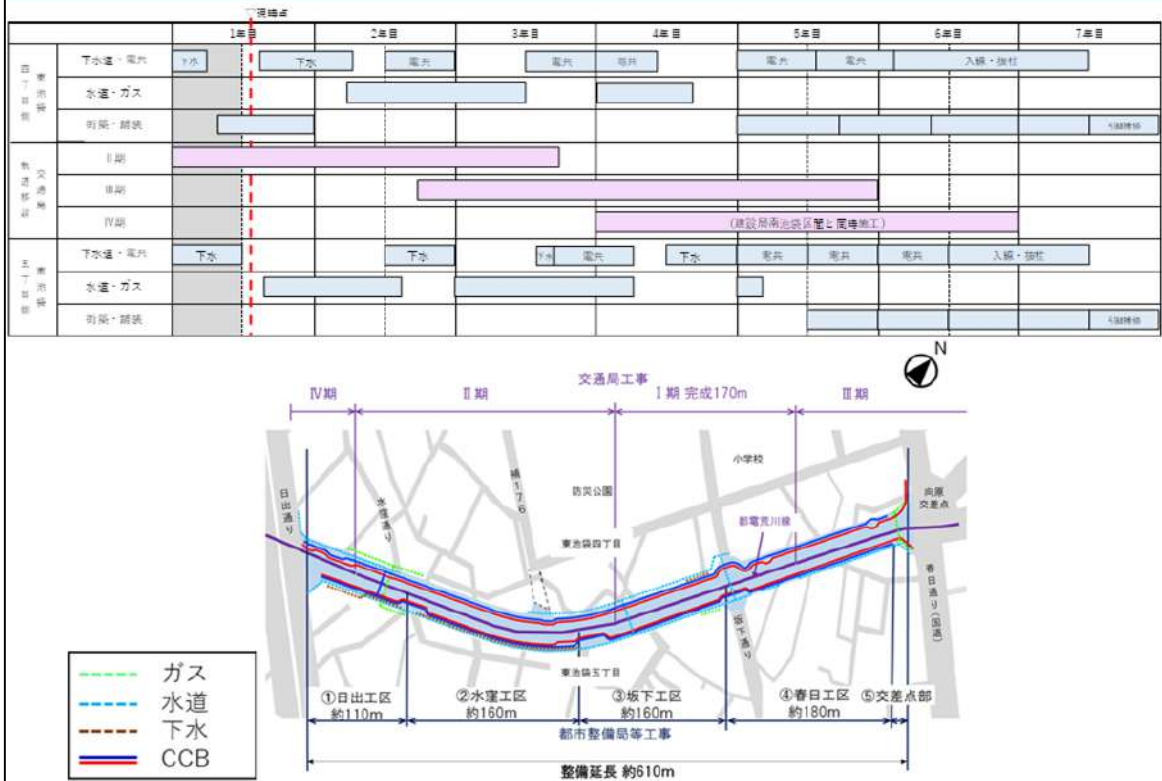 ▽現時点
1年目 2年目 3年目 4年目 5年目 6年目 7年目
東池袋四丁目側
下水道・電共 下水 下水 電共 電共 電共 電共 電共 入線・抜柱
水道・ガス
街築・舗装
交通局軌道移設
Ⅱ期
Ⅲ期
Ⅳ期 (建設局南池袋区間と同時施工)
東池袋五丁目側
下水道・電共 下水 下水 下水 電共 下水 電共 電共 電共 入線・抜柱
水道・ガス
街築・舗装
N
交通局工事
Ⅳ期 Ⅱ期 Ⅰ期 完成170m Ⅲ期
小学校
日出通り
水窪通り
補176
防災公園
向原
交差点
都電荒川線
東池袋四丁目
坂下通り
春日通り(国道)
東池袋五丁目
①日出工区 ②水窪工区 ③坂下工区 ④春日工区 ⑤交差点部
約110m 約160m 約160m 約180m
都市整備局等工事
整備延長 約610m
ガス
水道
下水
CCB